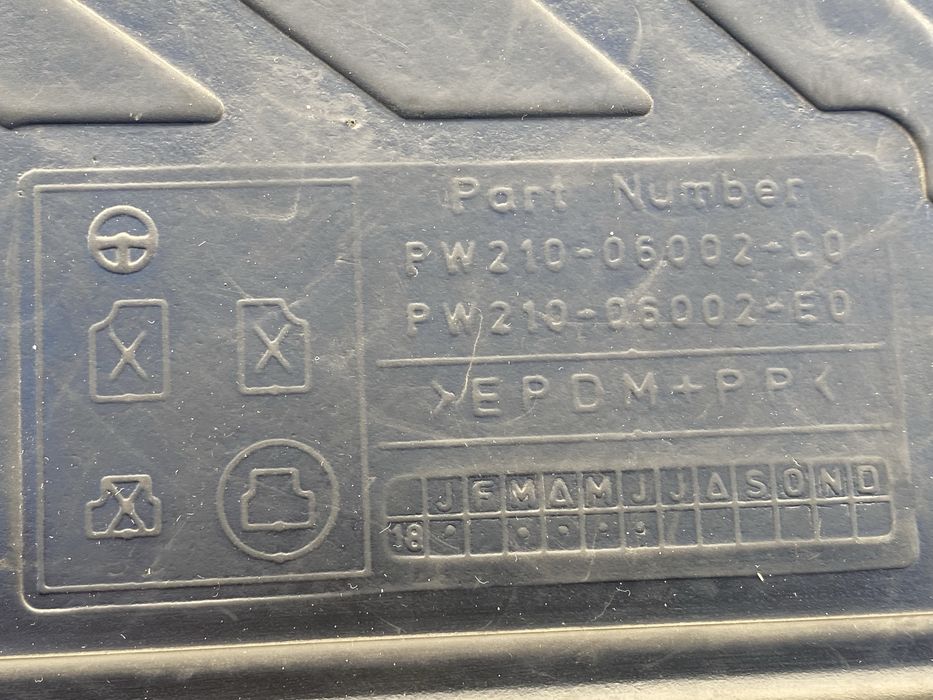 Part Number
PW210-06002-C0
PW210-06002-E0
>EPDM+PP<
J F M A M J J A S O N D
18